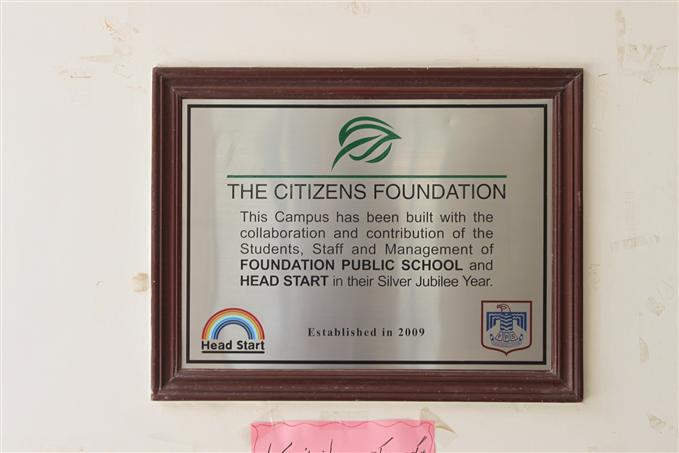 THE CITIZENS FOUNDATION
This Campus has been built with the
collaboration and contribution of the
Students, Staff and Management of
FOUNDATION PUBLIC SCHOOL and
HEAD START in their Silver Jubilee Year.
Head Start
Established in 2009
FPS